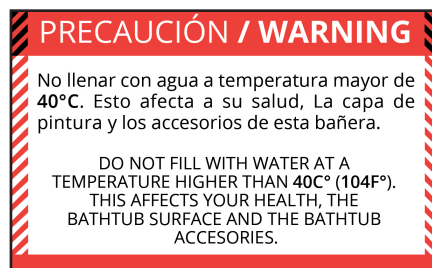 PRECAUCIÓN / WARNING
No llenar con agua a temperatura mayor de
40°C. Esto afecta a su salud, La capa de
pintura y los accesorios de esta bañera.
DO NOT FILL WITH WATER AT A
TEMPERATURE HIGHER THAN 40C° (104F°).
THIS AFFECTS YOUR HEALTH, THE
BATHTUB SURFACE AND THE BATHTUB
ACCESORIES.